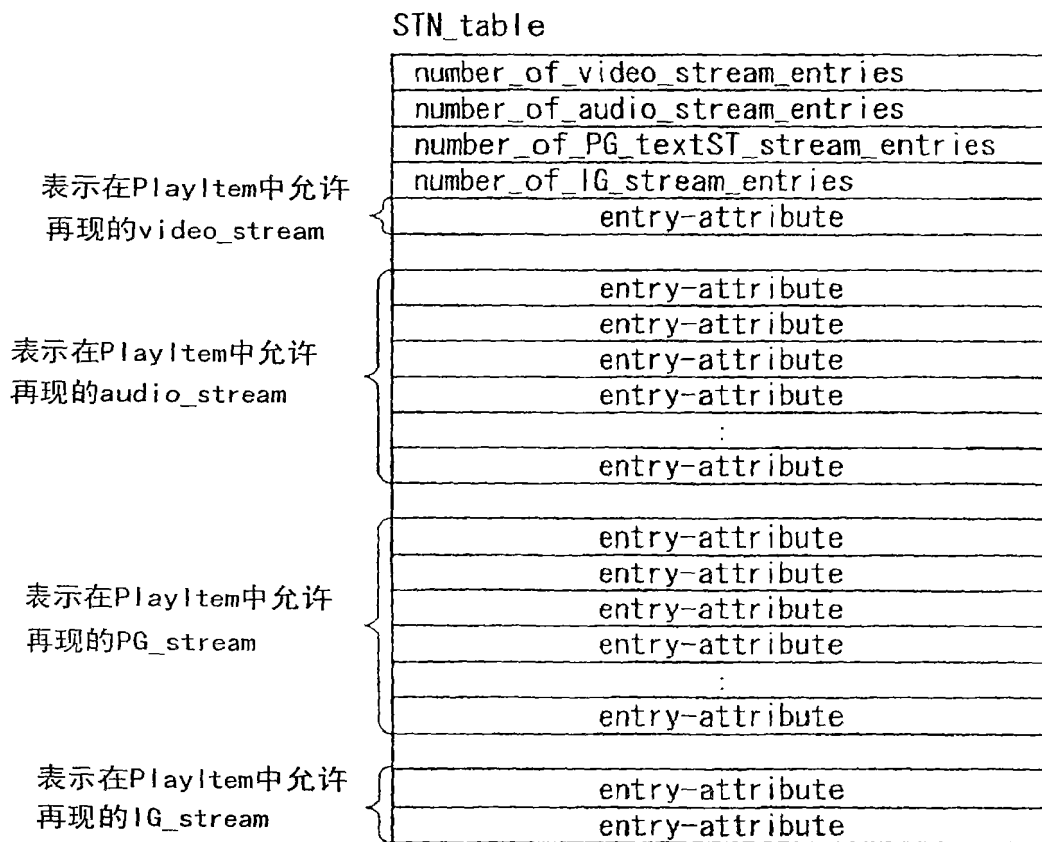 STN_table
number_of_video_stream_entries
number_of_audio_stream_entries
number_of_PG_textST_stream_entries
number_of_IG_stream_entries
表示在PlayItem中允许
再现的video_stream
entry-attribute
表示在PlayItem中允许
再现的audio_stream
entry-attribute
entry-attribute
entry-attribute
entry-attribute
:
entry-attribute
表示在PlayItem中允许
再现的PG_stream
entry-attribute
entry-attribute
entry-attribute
entry-attribute
:
entry-attribute
表示在PlayItem中允许
再现的IG_stream
entry-attribute
entry-attribute